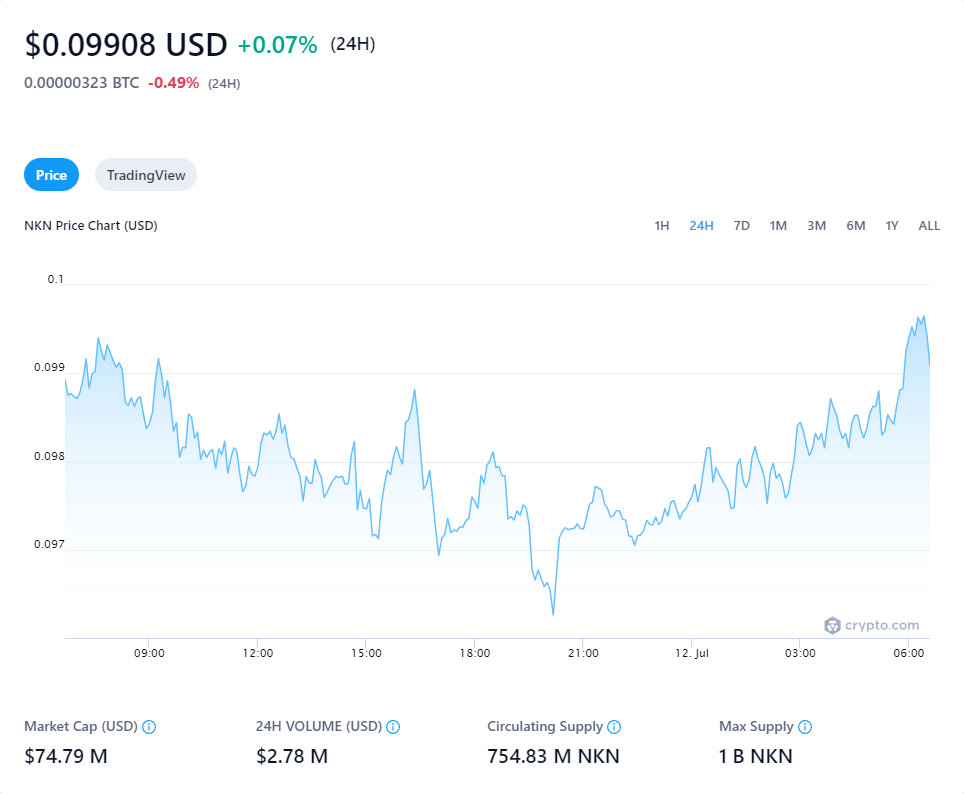 $0.09908 USD +0.07% (24H)
0.00000323 BTC -0.49% (24H)
Price TradingView
NKN Price Chart (USD) 1H 24H 7D 1M 3M 6M 1Y ALL
0.1
0.099
0.098
0.097
crypto.com
09:00 12:00 15:00 18:00 21:00 12. Jul 03:00 06:00
Market Cap (USD) 24H VOLUME (USD) Circulating Supply Max Supply
$74.79 M $2.78 M 754.83 M NKN 1 B NKN